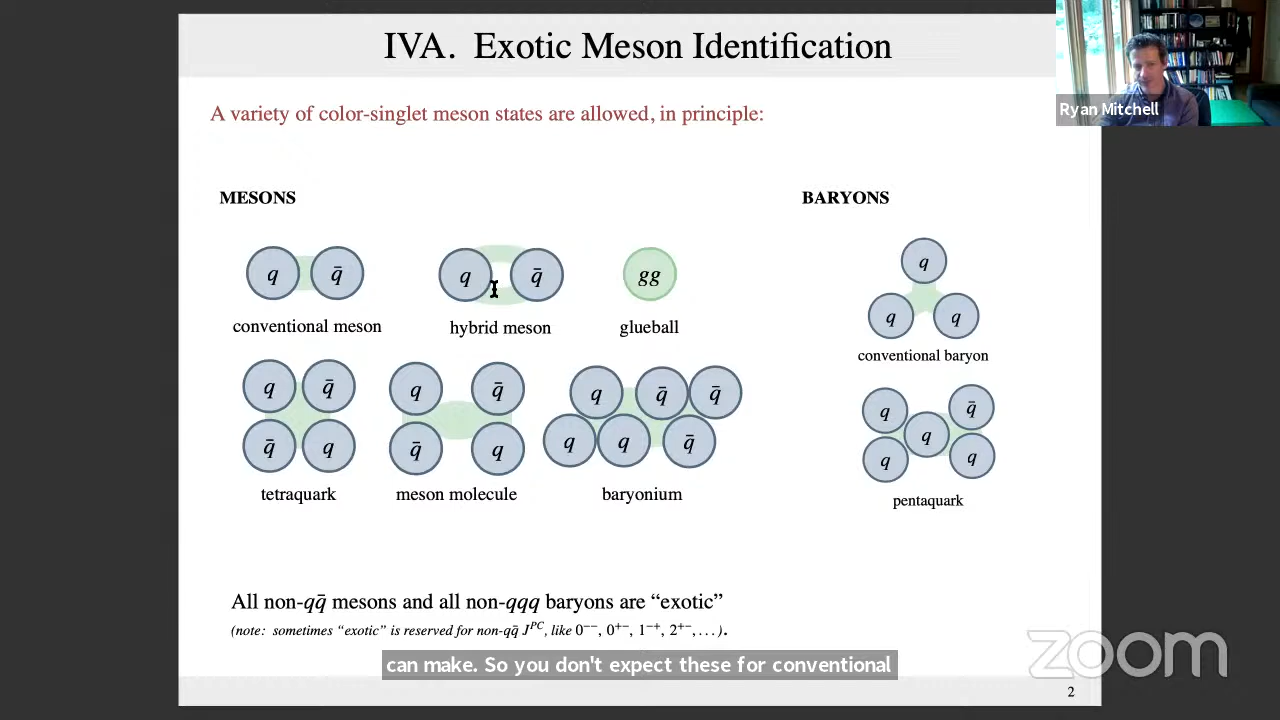 IVA. Exotic Meson Identification
Ryan Mitchell
A variety of color-singlet meson states are allowed, in principle:
MESONS
BARYONS
q q̄
q q̄
gg
q
q q
conventional meson
hybrid meson
glueball
conventional baryon
q q̄
q̄ q
q q̄
q̄ q
q q̄ q̄
q q q̄
q q̄
q
q q
tetraquark
meson molecule
baryonium
pentaquark
All non-qq̄ mesons and all non-qqq baryons are “exotic”
(note: sometimes “exotic” is reserved for non-qq̄ J^PC, like 0⁻⁻, 0⁺⁻, 1⁻⁺, 2⁺⁻, . . . ).
can make. So you don't expect these for conventional
zoom
2